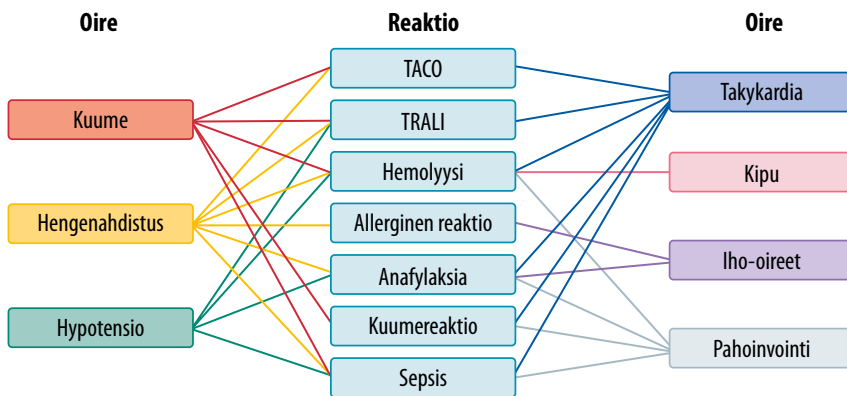 Oire
Reaktio
Oire
Kuume
Hengenahdistus
Hypotensio
TACO
TRALI
Hemolyysi
Allerginen reaktio
Anafylaksia
Kuumereaktio
Sepsis
Takykardia
Kipu
Iho-oireet
Pahoinvointi